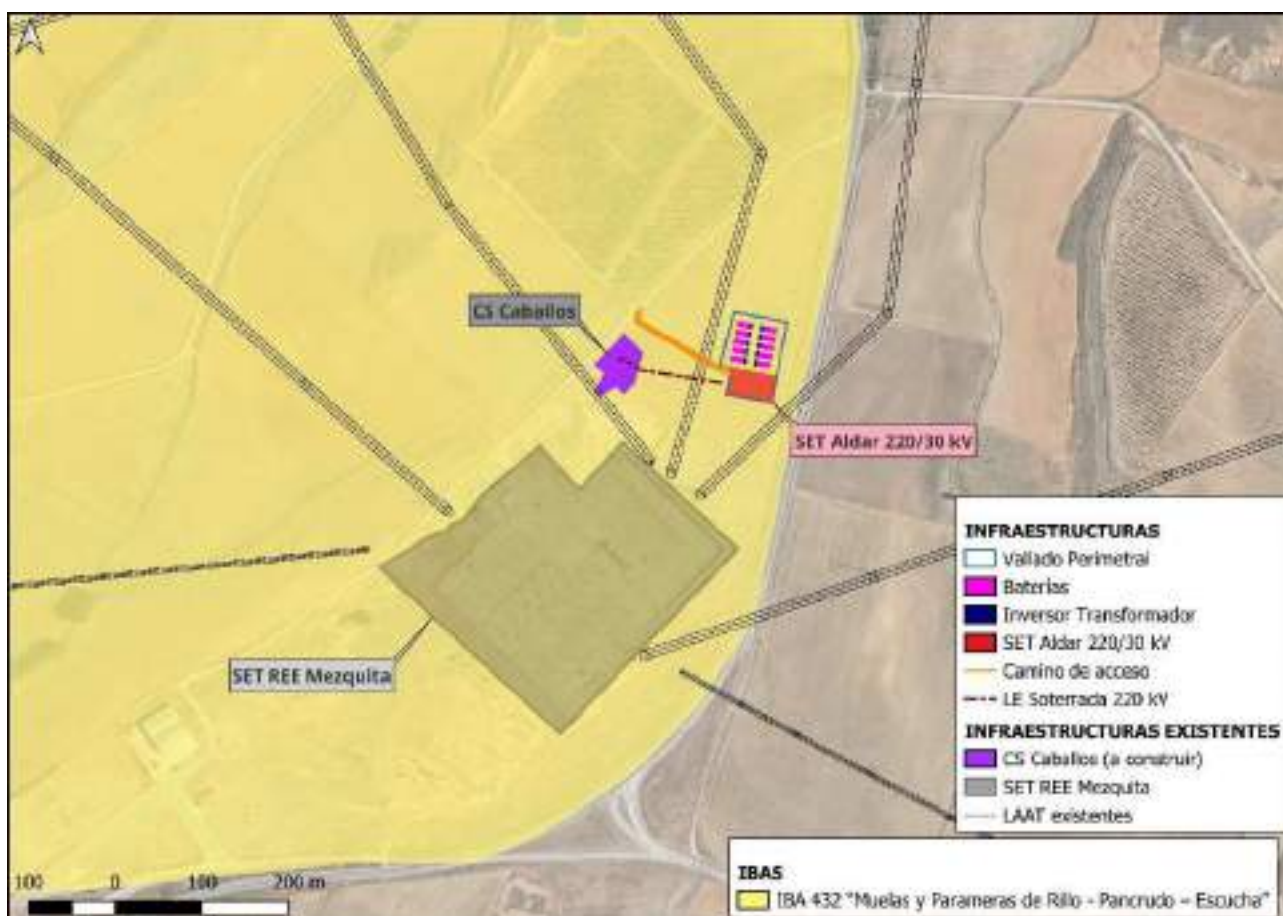 CS Caballos
SET Aldar 220/30 kV
SET REE Mezquita
INFRAESTRUCTURAS
Vallado Perimetral
Baterias
Inversor Transformador
SET Aldar 220/30 kV
Camino de acceso
LE Soterrada 220 kV
INFRAESTRUCTURAS EXISTENTES
CS Caballos (a construir)
SET REE Mezquita
LAAT existentes
100 0 100 200 m
IBAS
IBA 432 "Muelas y Parameras de Rillo - Pancrudo – Escucha"